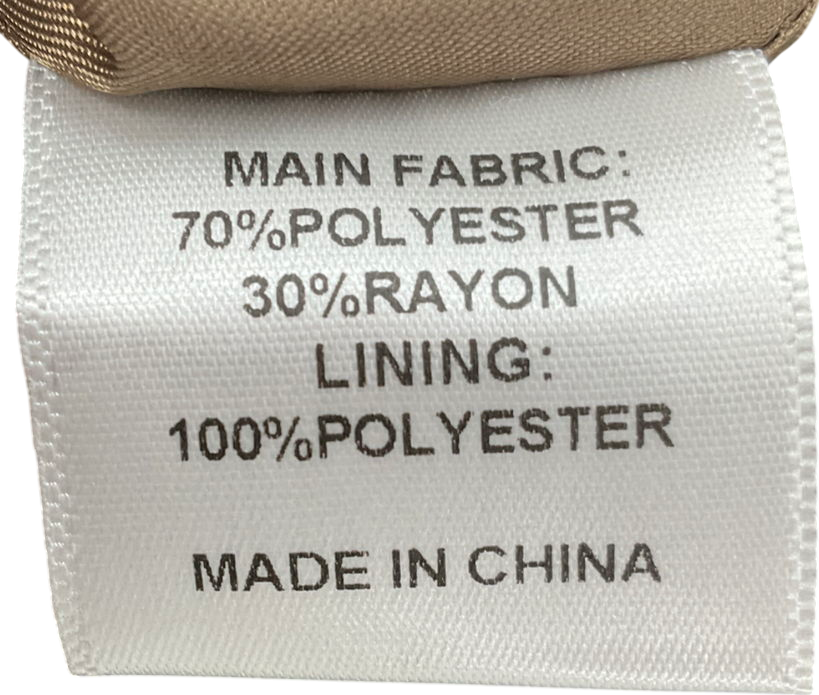 MAIN FABRIC:
70%POLYESTER
30%RAYON
LINING:
100%POLYESTER
MADE IN CHINA